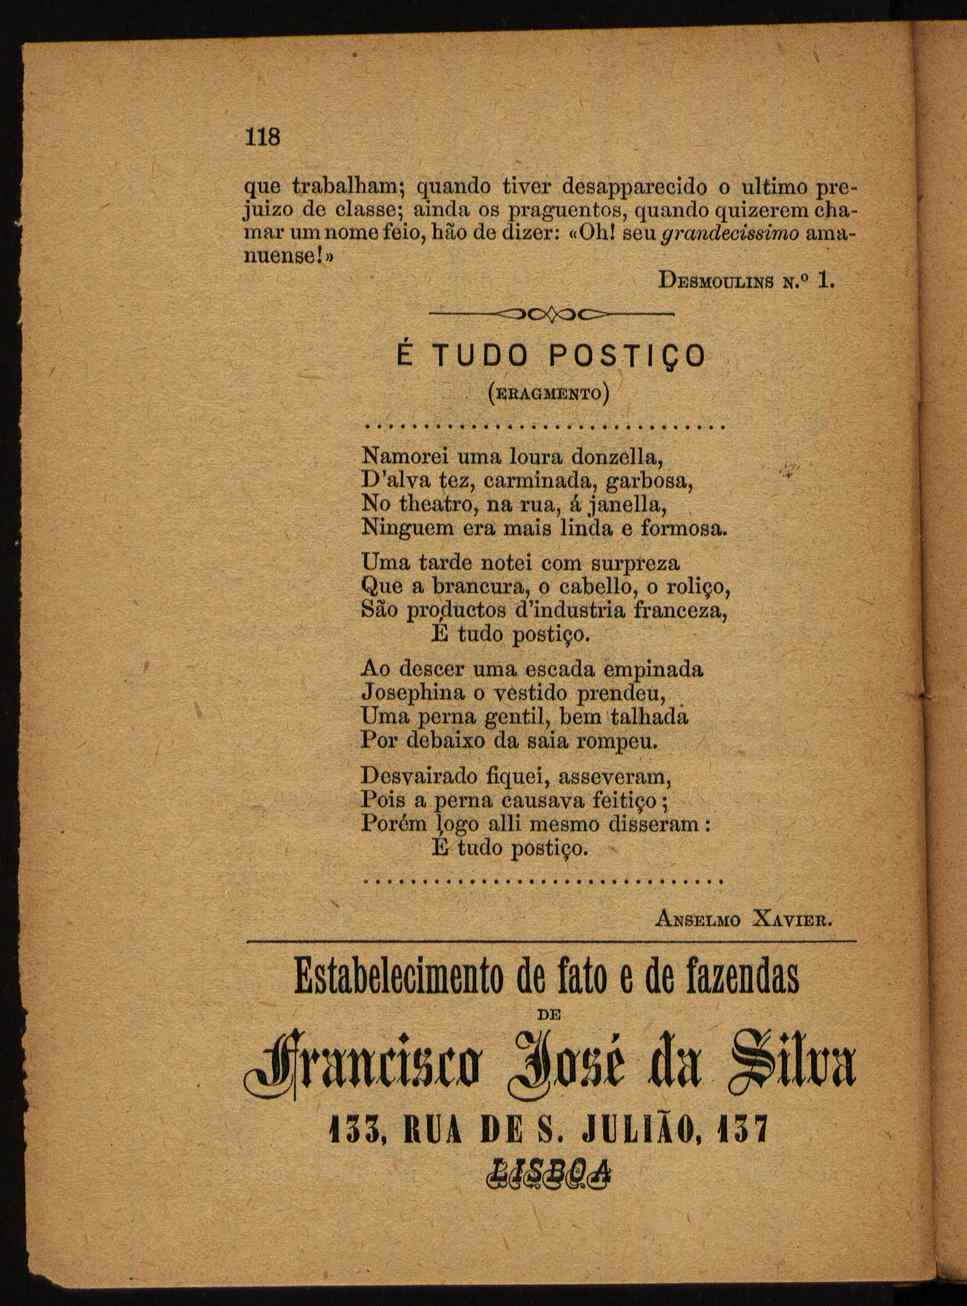 118
que trabalham; quando tiver desapparecido o ultimo pre-
juizo de classe; ainda os praguentos, quando quizerem cha-
mar um nome feio, hão de dizer: «Oh! seu grandecissimo ama-
nuense!»
DESMOULINS N.º 1.
É TUDO POSTIÇO
(ERAGMENTO)
...............................
Namorei uma loura donzella,
D'alva tez, carminada, garbosa,
No theatro, na rua, á janella,
Ninguem era mais linda e formosa.
Uma tarde notei com surpreza
Que a brancura, o cabello, o roliço,
São productos d'industria franceza,
É tudo postiço.
Ao descer uma escada empinada
Josephina o vestido prendeu,
Uma perna gentil, bem talhada
Por debaixo da saia rompeu.
Desvairado fiquei, asseveram,
Pois a perna causava feitiço;
Porém logo alli mesmo disseram:
É tudo postiço.
...............................
ANSELMO XAVIER.
Estabelecimento de fato e de fazendas
DE
Francisco José da Silva
133, RUA DE S. JULIÃO, 137
LISBOA